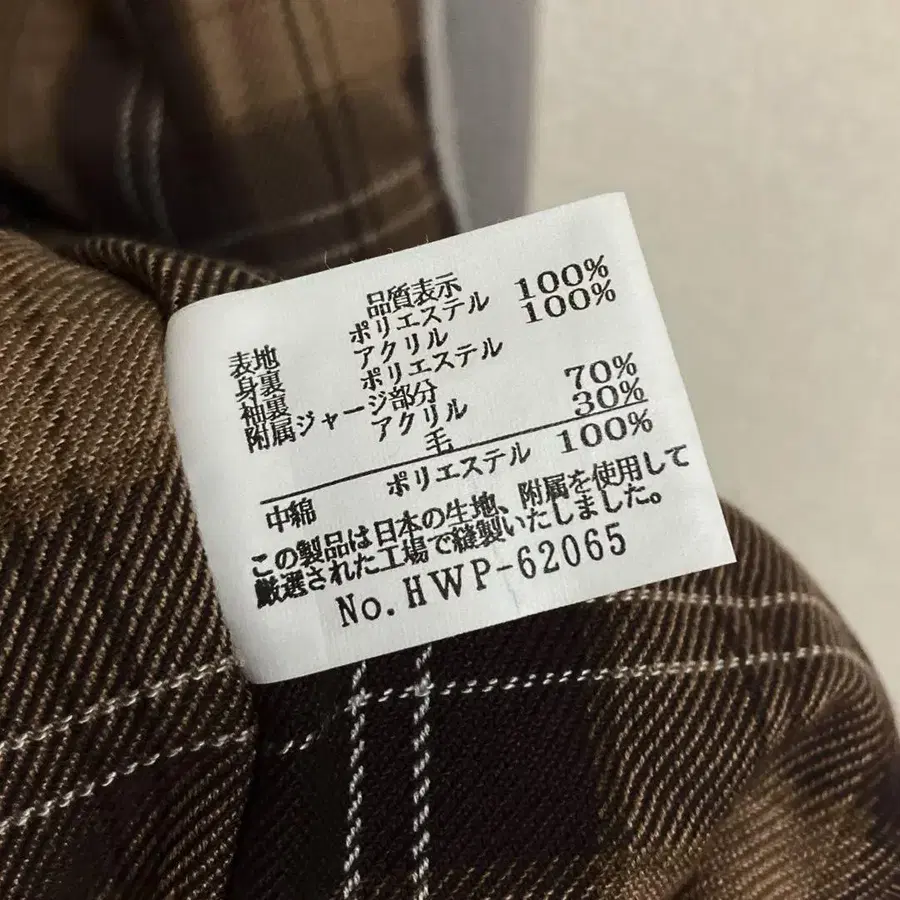 品質表示
表地 ポリエステル 100%
身裏 アクリル 100%
袖裏 ポリエステル
附属ジャージ部分
アクリル 70%
毛 30%
中綿 ポリエステル 100%
この製品は日本の生地、附属を使用して
厳選された工場で縫製いたしました。
No.HWP-62065